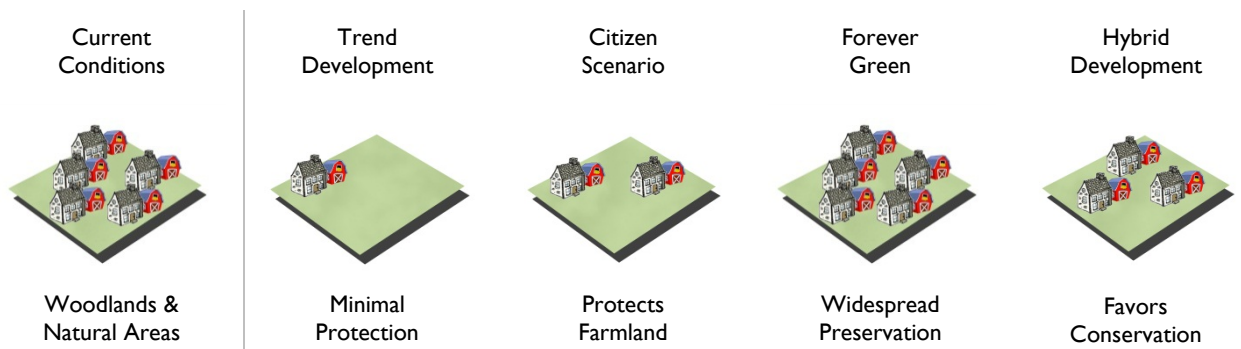 Current
Conditions
Trend
Development
Citizen
Scenario
Forever
Green
Hybrid
Development
Woodlands &
Natural Areas
Minimal
Protection
Protects
Farmland
Widespread
Preservation
Favors
Conservation